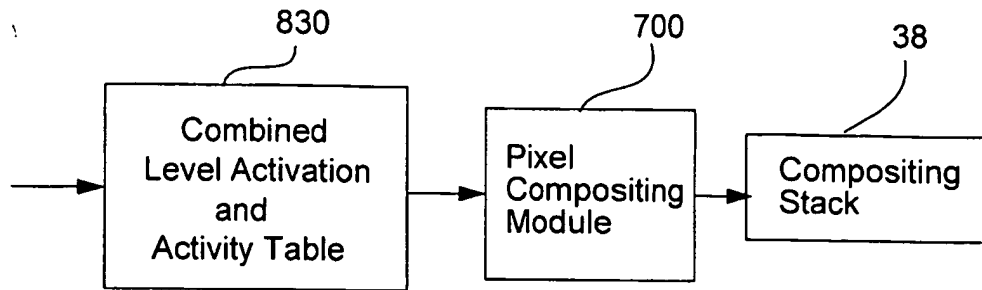 830
700
38
Combined
Level Activation
and
Activity Table
Pixel
Compositing
Module
Compositing
Stack